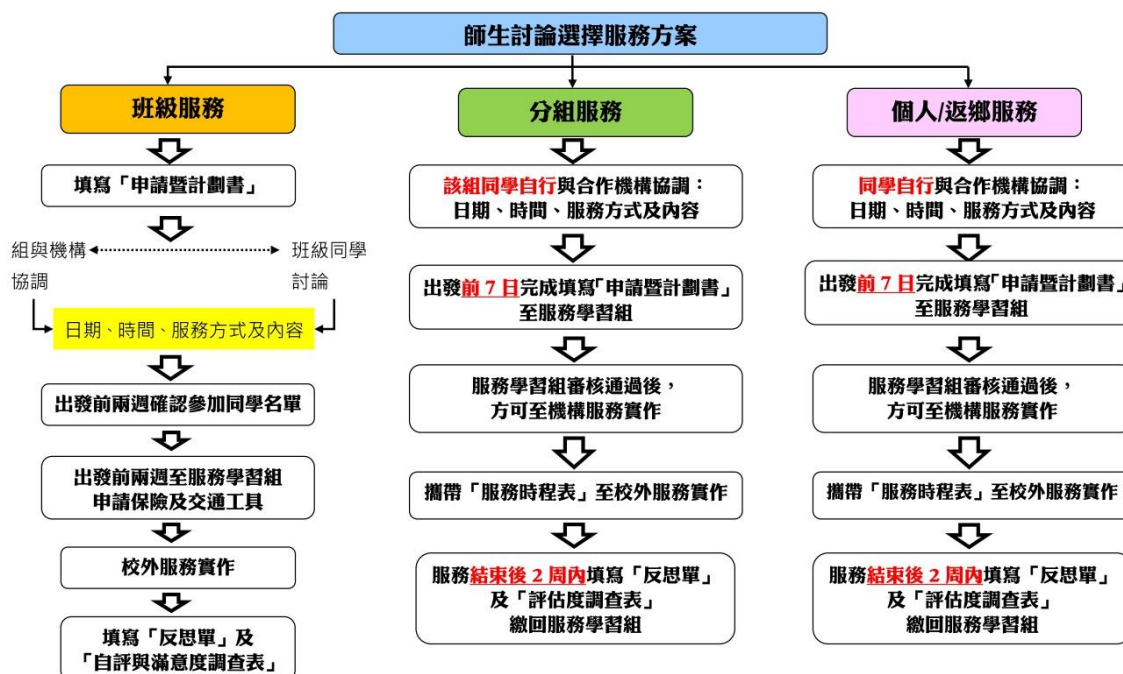 師生討論選擇服務方案
班級服務
填寫「申請暨計劃書」
組與機構
協調
班級同學
討論
日期、時間、服務方式及內容
出發前兩週確認參加同學名單
出發前兩週至服務學習組
申請保險及交通工具
校外服務實作
填寫「反思單」及
「自評與滿意度調查表」
分組服務
該組同學自行與合作機構協調：
日期、時間、服務方式及內容
出發前 7 日完成填寫「申請暨計劃書」
至服務學習組
服務學習組審核通過後，
方可至機構服務實作
攜帶「服務時程表」至校外服務實作
服務結束後 2 周內填寫「反思單」
及「評估度調查表」
繳回服務學習組
個人/返鄉服務
同學自行與合作機構協調：
日期、時間、服務方式及內容
出發前 7 日完成填寫「申請暨計劃書」
至服務學習組
服務學習組審核通過後，
方可至機構服務實作
攜帶「服務時程表」至校外服務實作
服務結束後 2 周內填寫「反思單」
及「評估度調查表」
繳回服務學習組